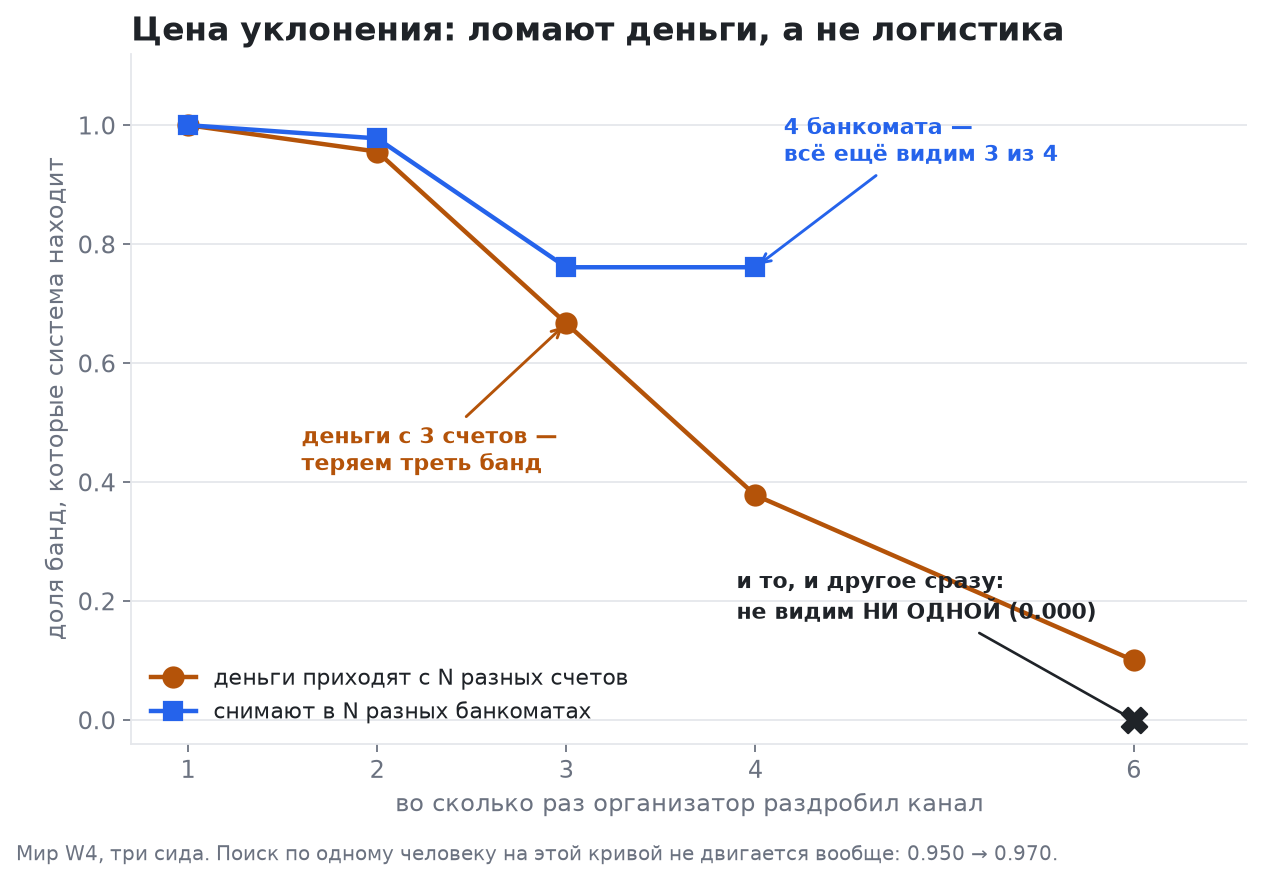 Цена уклонения: ломают деньги, а не логистика
доля банд, которые система находит
1.0
0.8
0.6
0.4
0.2
0.0
4 банкомата —
всё ещё видим 3 из 4
деньги с 3 счетов —
теряем треть банд
и то, и другое сразу:
не видим НИ ОДНОЙ (0.000)
деньги приходят с N разных счетов
снимают в N разных банкоматах
1 2 3 4 6
во сколько раз организатор раздробил канал
Мир W4, три сида. Поиск по одному человеку на этой кривой не двигается вообще: 0.950 → 0.970.